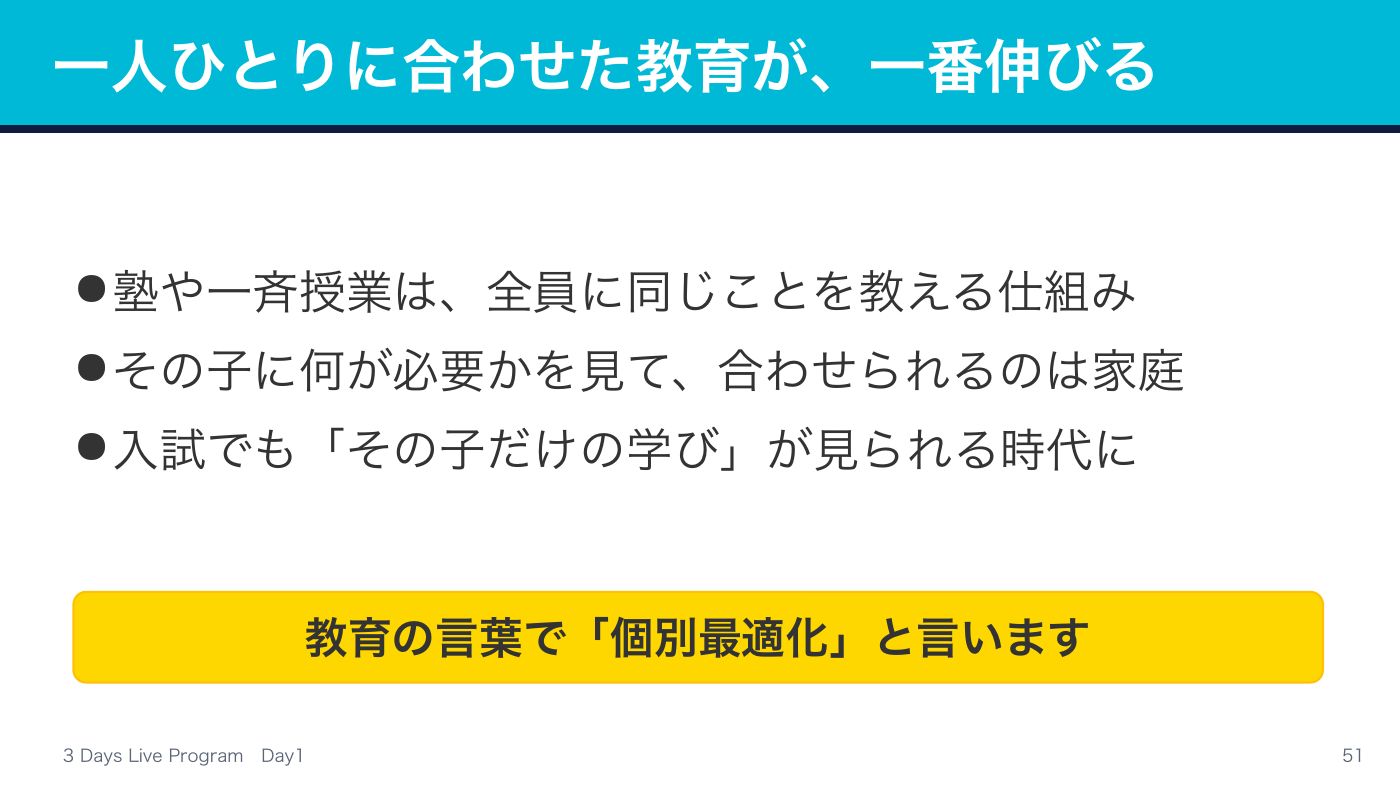 一人ひとりに合わせた教育が、一番伸びる
●塾や一斉授業は、全員に同じことを教える仕組み
●その子に何が必要かを見て、合わせられるのは家庭
●入試でも「その子だけの学び」が見られる時代に
教育の言葉で「個別最適化」と言います
3 Days Live Program　Day1
51